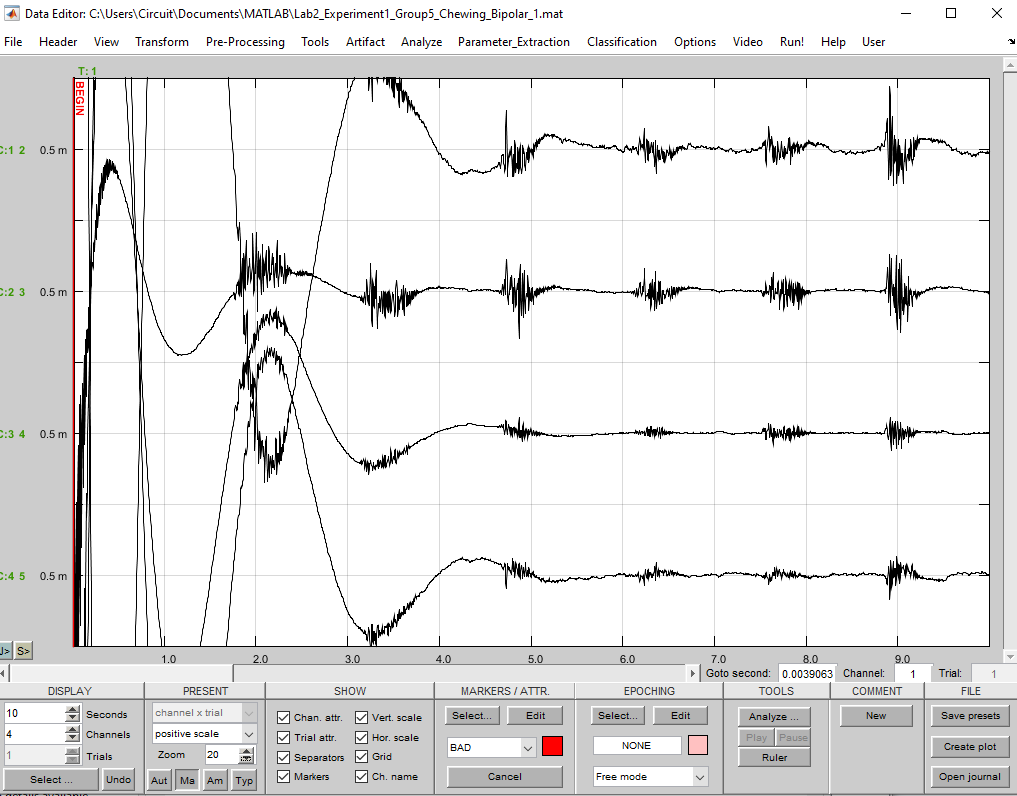 Data Editor: C:\Users\Circuit\Documents\MATLAB\Lab2_Experiment1_Group5_Chewing_Bipolar_1.mat
File Header View Transform Pre-Processing Tools Artifact Analyze Parameter_Extraction Classification Options Video Run! Help User
T: 1
BEGIN
C:1 2 0.5 m
C:2 3 0.5 m
C:3 4 0.5 m
C:4 5 0.5 m
S>
1.0 2.0 3.0 4.0 5.0 6.0 7.0 8.0 9.0
Goto second: 0.0039063 Channel: 1 Trial: 1
DISPLAY PRESENT SHOW MARKERS / ATTR. EPOCHING TOOLS COMMENT FILE
10 Seconds channel x trial Chan. attr. Vert. scale Select... Edit Select... Edit Analyze ... New Save presets
4 Channels positive scale Trial attr. Hor. scale Play Pause
1 Trials Zoom 20 Separators Grid BAD NONE Ruler Create plot
Select ... Undo Aut Ma Am Typ Markers Ch. name Cancel Free mode Open journal